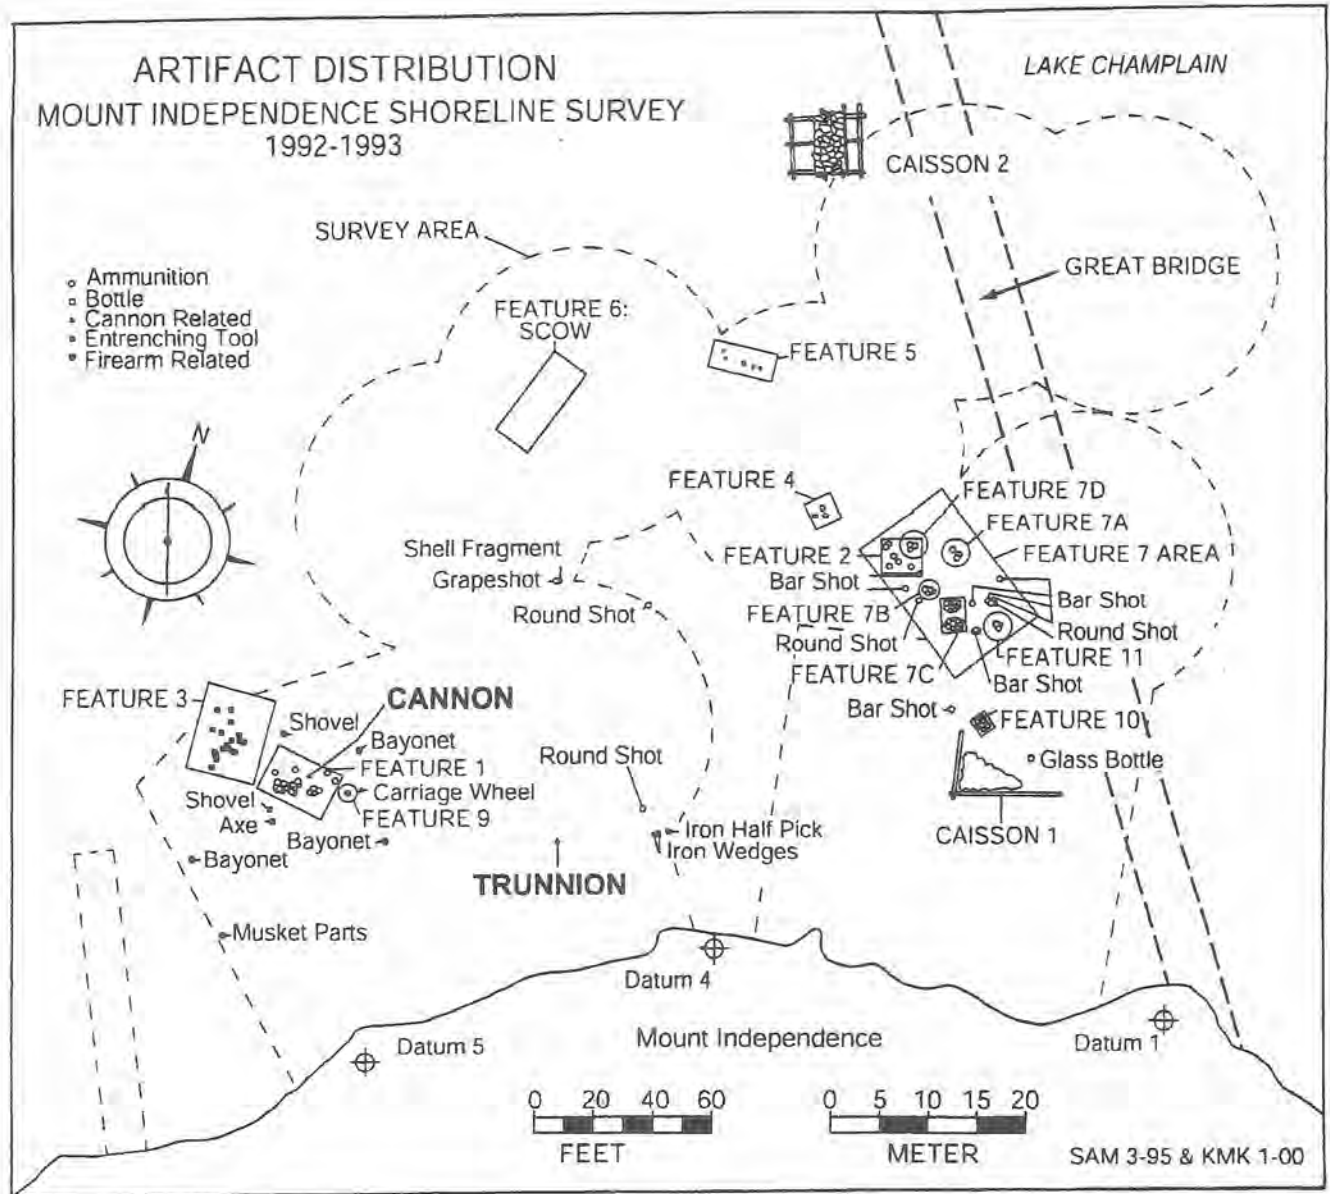 ARTIFACT DISTRIBUTION
MOUNT INDEPENDENCE SHORELINE SURVEY
1992-1993
LAKE CHAMPLAIN
CAISSON 2
SURVEY AREA
GREAT BRIDGE
Ammunition
Bottle
Cannon Related
Entrenching Tool
Firearm Related
FEATURE 6:
SCOW
FEATURE 5
N
FEATURE 4
FEATURE 7D
FEATURE 7A
FEATURE 2
FEATURE 7 AREA
Shell Fragment
Grapeshot
Bar Shot
Round Shot
FEATURE 7B
Bar Shot
Round Shot
Round Shot
FEATURE 7C
FEATURE 11
Bar Shot
FEATURE 3
CANNON
Shovel
Bar Shot
FEATURE 10
Bayonet
Round Shot
Glass Bottle
FEATURE 1
Carriage Wheel
Shovel
FEATURE 9
Axe
Iron Half Pick
CAISSON 1
Bayonet
Iron Wedges
Bayonet
TRUNNION
Musket Parts
Datum 4
Datum 5
Mount Independence
Datum 1
0 20 40 60
FEET
0 5 10 15 20
METER
SAM 3-95 & KMK 1-00